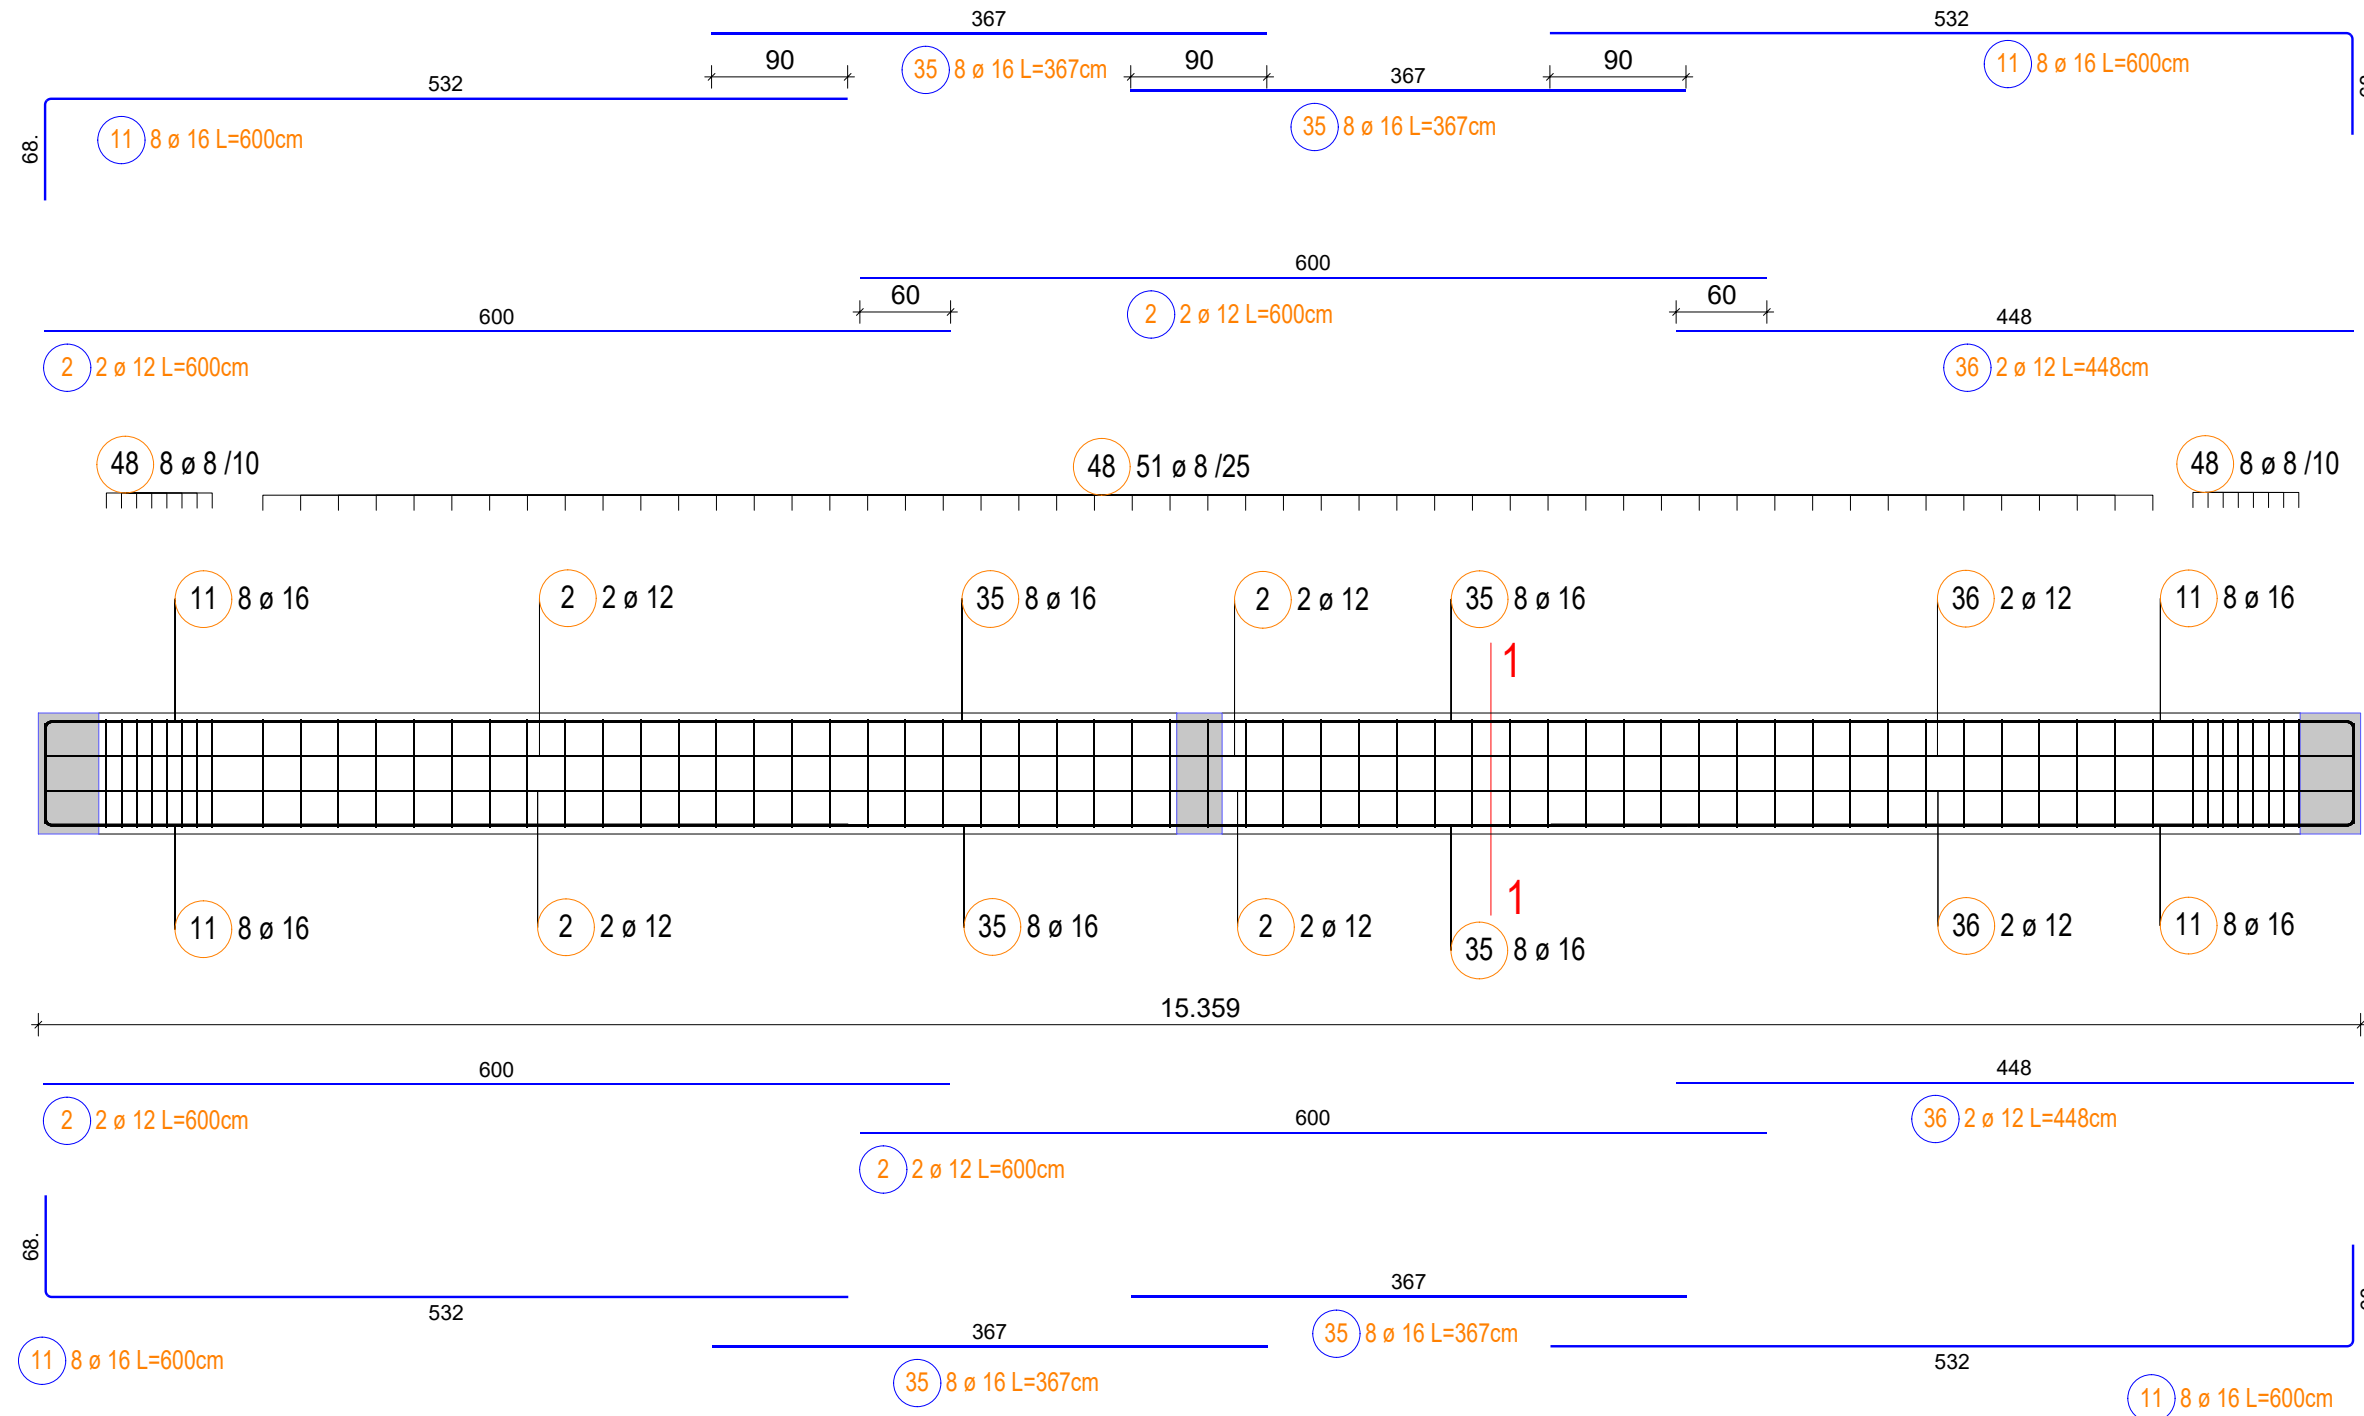 367
532
90
35 8 ø 16 L=367cm
90
367
90
11 8 ø 16 L=600cm
532
68.
11 8 ø 16 L=600cm
35 8 ø 16 L=367cm
600
60
2 2 ø 12 L=600cm
60
600
448
2 2 ø 12 L=600cm
36 2 ø 12 L=448cm
48 8 ø 8 /10
48 51 ø 8 /25
48 8 ø 8 /10
11 8 ø 16
2 2 ø 12
35 8 ø 16
2 2 ø 12
35 8 ø 16
36 2 ø 12
11 8 ø 16
1
1
11 8 ø 16
2 2 ø 12
35 8 ø 16
2 2 ø 12
35 8 ø 16
36 2 ø 12
11 8 ø 16
15.359
600
448
2 2 ø 12 L=600cm
600
36 2 ø 12 L=448cm
2 2 ø 12 L=600cm
68.
532
367
367
35 8 ø 16 L=367cm
532
11 8 ø 16 L=600cm
35 8 ø 16 L=367cm
11 8 ø 16 L=600cm